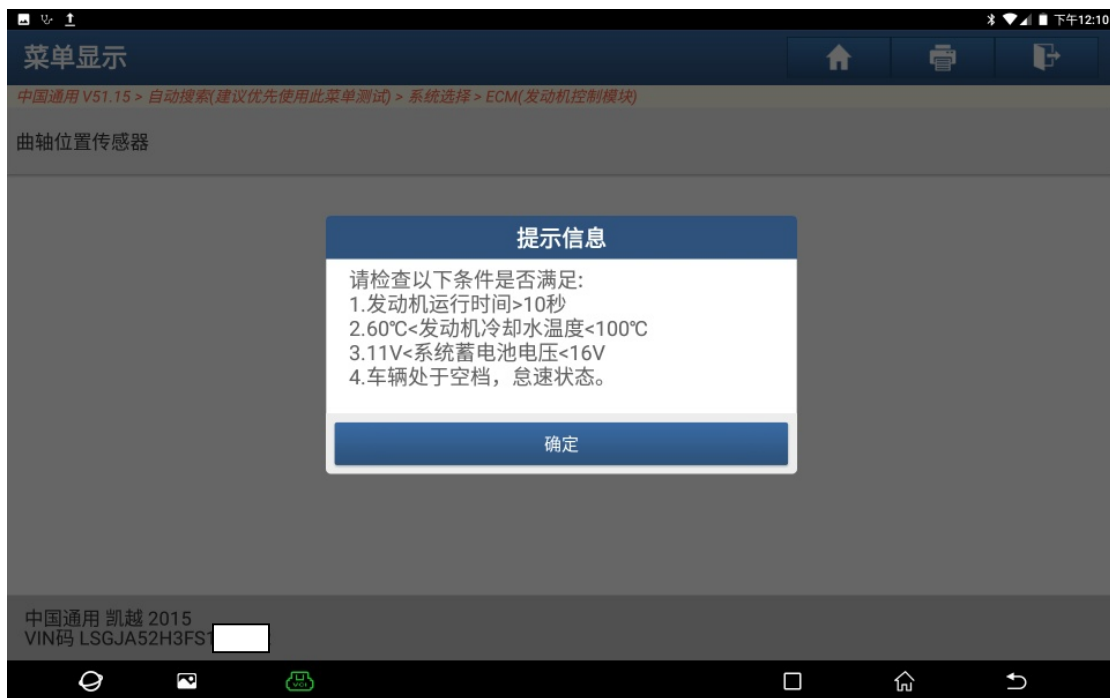 下午12:10
菜单显示
中国通用 V51.15 > 自动搜索(建议优先使用此菜单测试) > 系统选择 > ECM(发动机控制模块)
曲轴位置传感器
提示信息
请检查以下条件是否满足:
1.发动机运行时间>10秒
2.60℃<发动机冷却水温度<100℃
3.11V<系统蓄电池电压<16V
4.车辆处于空档，怠速状态。
确定
中国通用 凯越 2015
VIN码 LSGJA52H3FS1
VCI